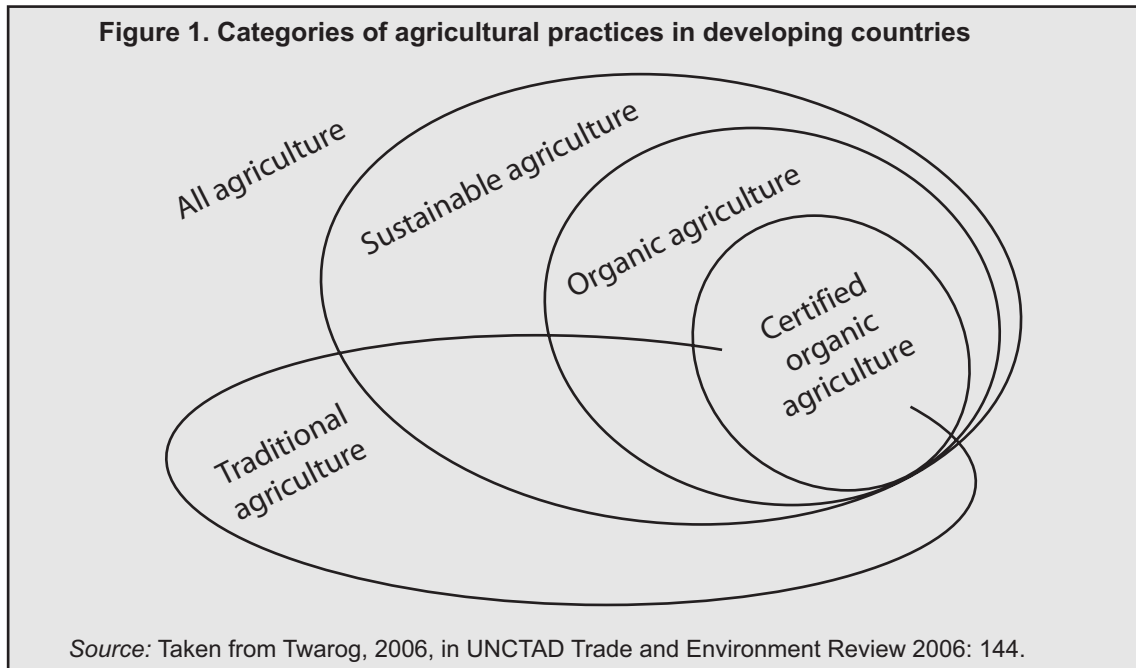 Figure 1. Categories of agricultural practices in developing countries
All agriculture
Sustainable agriculture
Organic agriculture
Certified
organic
agriculture
Traditional
agriculture
Source: Taken from Twarog, 2006, in UNCTAD Trade and Environment Review 2006: 144.